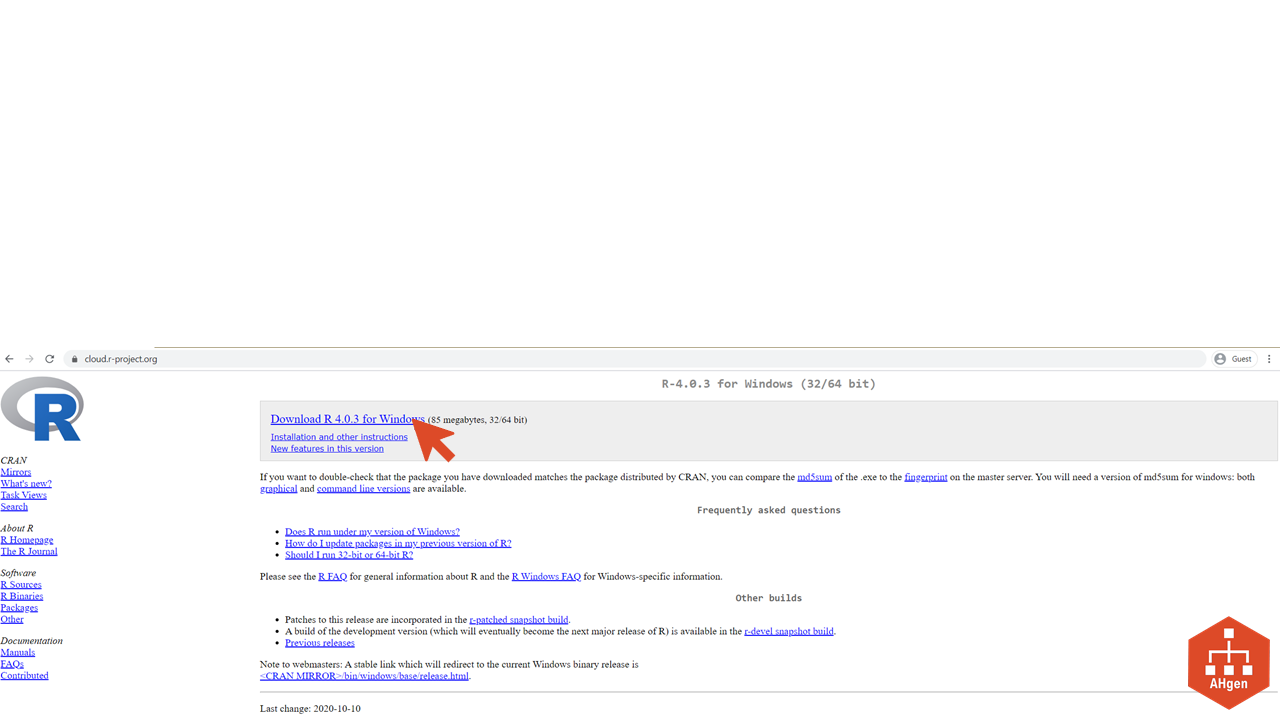 cloud.r-project.org
Guest
R
CRAN
Mirrors
What's new?
Task Views
Search
About R
R Homepage
The R Journal
Software
R Sources
R Binaries
Packages
Other
Documentation
Manuals
FAQs
Contributed
R-4.0.3 for Windows (32/64 bit)
Download R 4.0.3 for Windows (85 megabytes, 32/64 bit)
Installation and other instructions
New features in this version
If you want to double-check that the package you have downloaded matches the package distributed by CRAN, you can compare the md5sum of the .exe to the fingerprint on the master server. You will need a version of md5sum for windows: both
graphical and command line versions are available.
Frequently asked questions
• Does R run under my version of Windows?
• How do I update packages in my previous version of R?
• Should I run 32-bit or 64-bit R?
Please see the R FAQ for general information about R and the R Windows FAQ for Windows-specific information.
Other builds
• Patches to this release are incorporated in the r-patched snapshot build.
• A build of the development version (which will eventually become the next major release of R) is available in the r-devel snapshot build.
• Previous releases
Note to webmasters: A stable link which will redirect to the current Windows binary release is
<CRAN MIRROR>/bin/windows/base/release.html.
Last change: 2020-10-10
AHgen